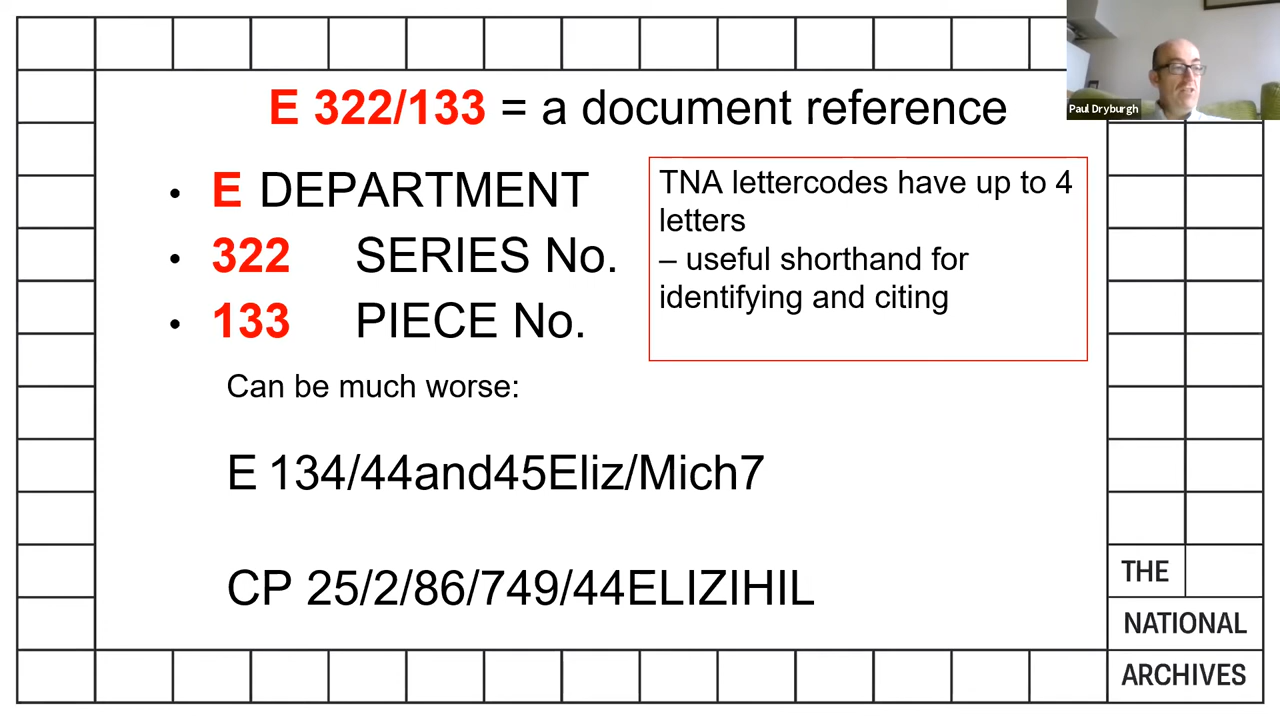 E 322/133 = a document reference
Paul Dryburgh
• E DEPARTMENT
• 322 SERIES No.
• 133 PIECE No.
TNA lettercodes have up to 4
letters
– useful shorthand for
identifying and citing
Can be much worse:
E 134/44and45Eliz/Mich7
CP 25/2/86/749/44ELIZIHIL
THE
NATIONAL
ARCHIVES